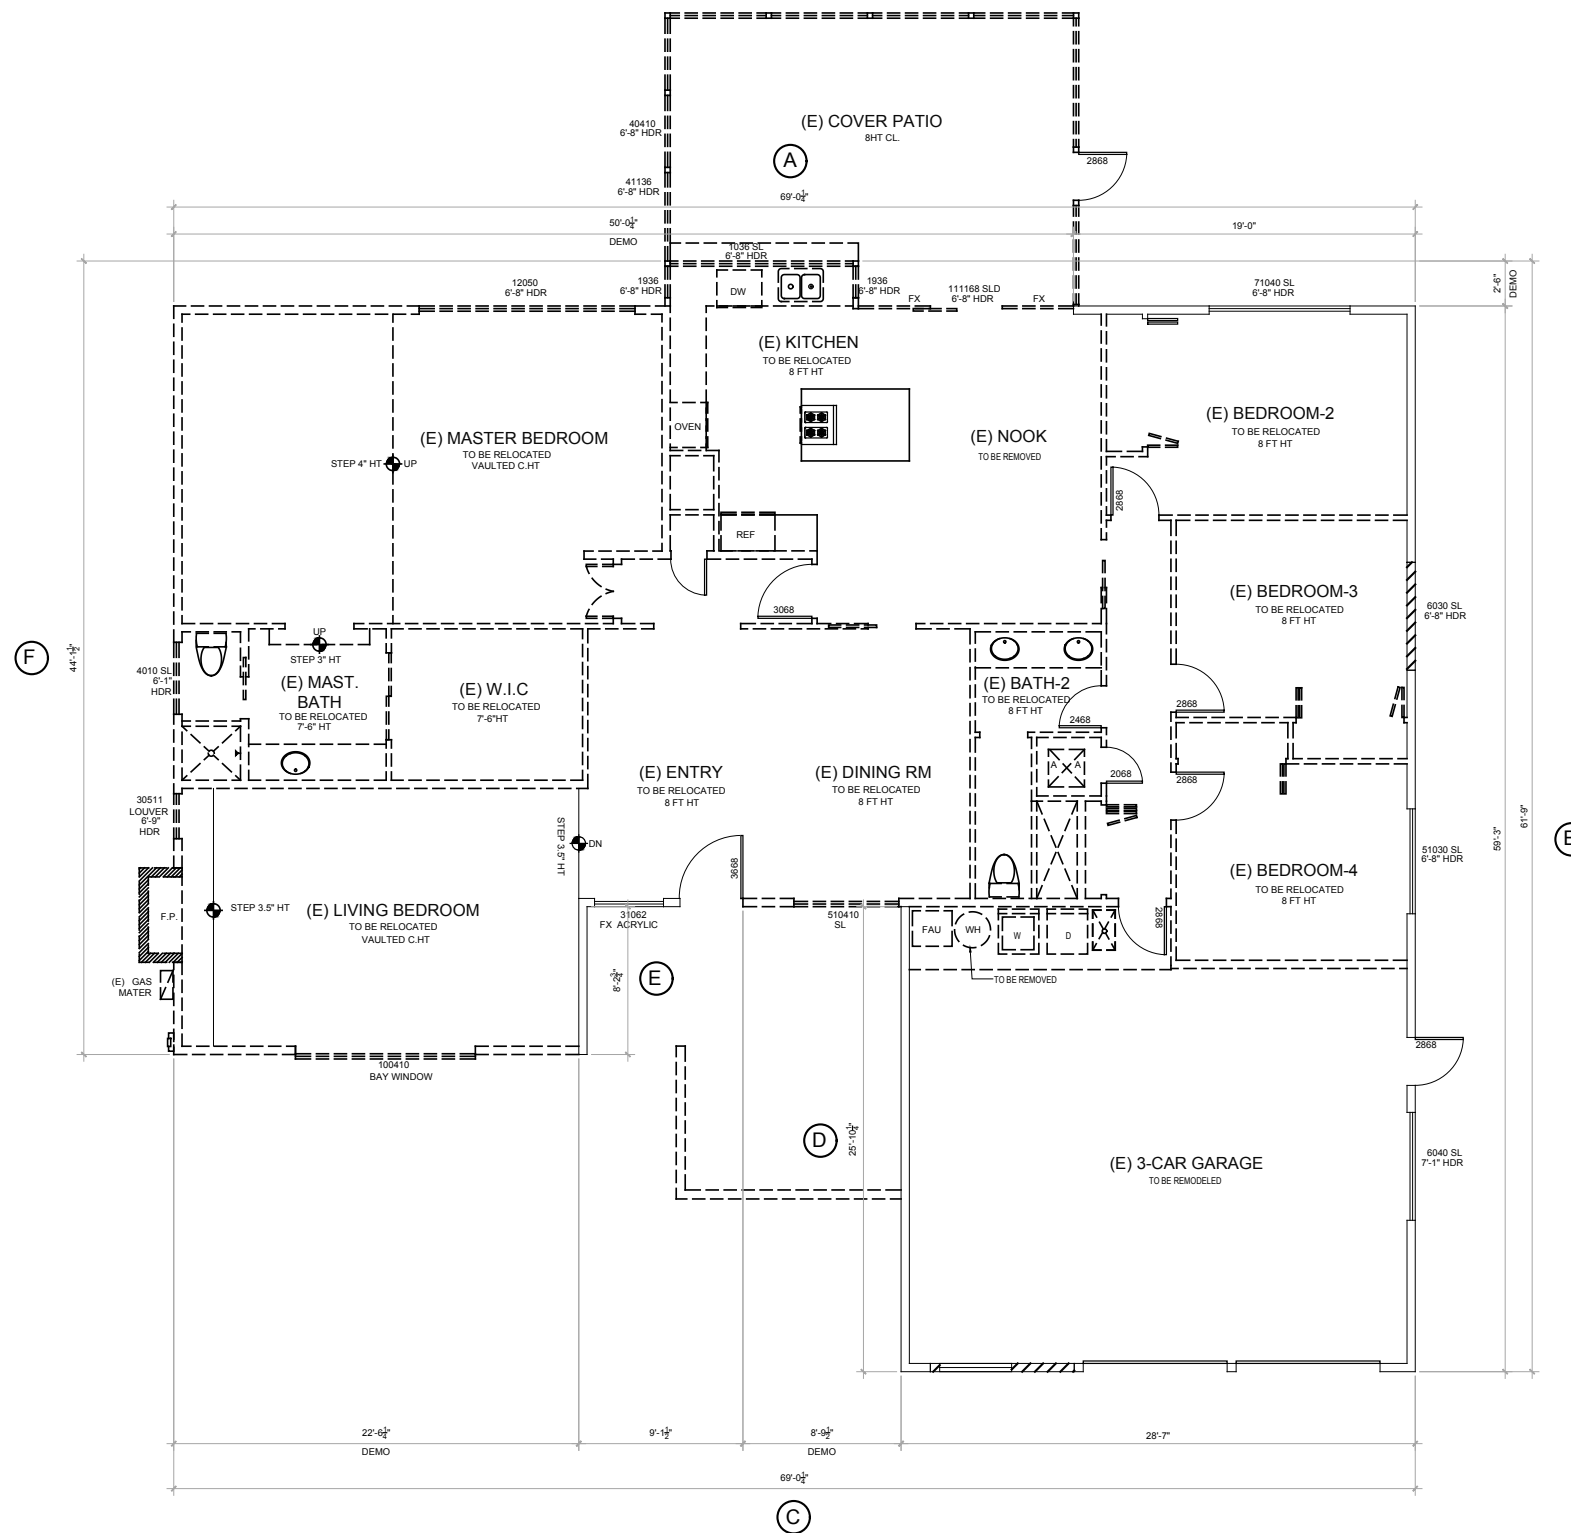 (E) COVER PATIO
8HT CL.
A
40410
6'-8" HDR
41136
6'-8" HDR
2868
69'-0¼"
50'-0¼"
DEMO
19'-0"
1036 SL
6'-8" HDR
12050
6'-8" HDR
1936
6'-8" HDR
DW
1936
6'-8" HDR
FX
111168 SLD
6'-8" HDR
FX
71040 SL
6'-8" HDR
2'-6"
DEMO
(E) KITCHEN
TO BE RELOCATED
8 FT HT
(E) MASTER BEDROOM
TO BE RELOCATED
VAULTED C.HT
STEP 4" HT
UP
OVEN
(E) NOOK
TO BE REMOVED
(E) BEDROOM-2
TO BE RELOCATED
8 FT HT
2868
REF
3068
(E) BEDROOM-3
TO BE RELOCATED
8 FT HT
6030 SL
6'-8" HDR
F
44'-1½"
UP
STEP 3" HT
4010 SL
6'-1"
HDR
(E) MAST.
BATH
TO BE RELOCATED
7'-6" HT
(E) W.I.C
TO BE RELOCATED
7'-6"HT
(E) BATH-2
TO BE RELOCATED
8 FT HT
2468
2868
(E) ENTRY
TO BE RELOCATED
8 FT HT
(E) DINING RM
TO BE RELOCATED
8 FT HT
A
A
2068
2868
30511
LOUVER
6'-9"
HDR
STEP 3.5" HT
DN
3668
(E) BEDROOM-4
TO BE RELOCATED
8 FT HT
51030 SL
6'-8" HDR
59'-3"
61'-9"
F.P.
STEP 3.5" HT
(E) LIVING BEDROOM
TO BE RELOCATED
VAULTED C.HT
31062
FX ACRYLIC
510410
SL
FAU
WH
W
D
2868
TO BE REMOVED
(E) GAS
MATER
8'-2¾"
E
100410
BAY WINDOW
2868
D
25'-10¼"
(E) 3-CAR GARAGE
TO BE REMODELED
6040 SL
7'-1" HDR
22'-6¼"
DEMO
9'-1½"
8'-9½"
DEMO
28'-7"
69'-0¼"
C